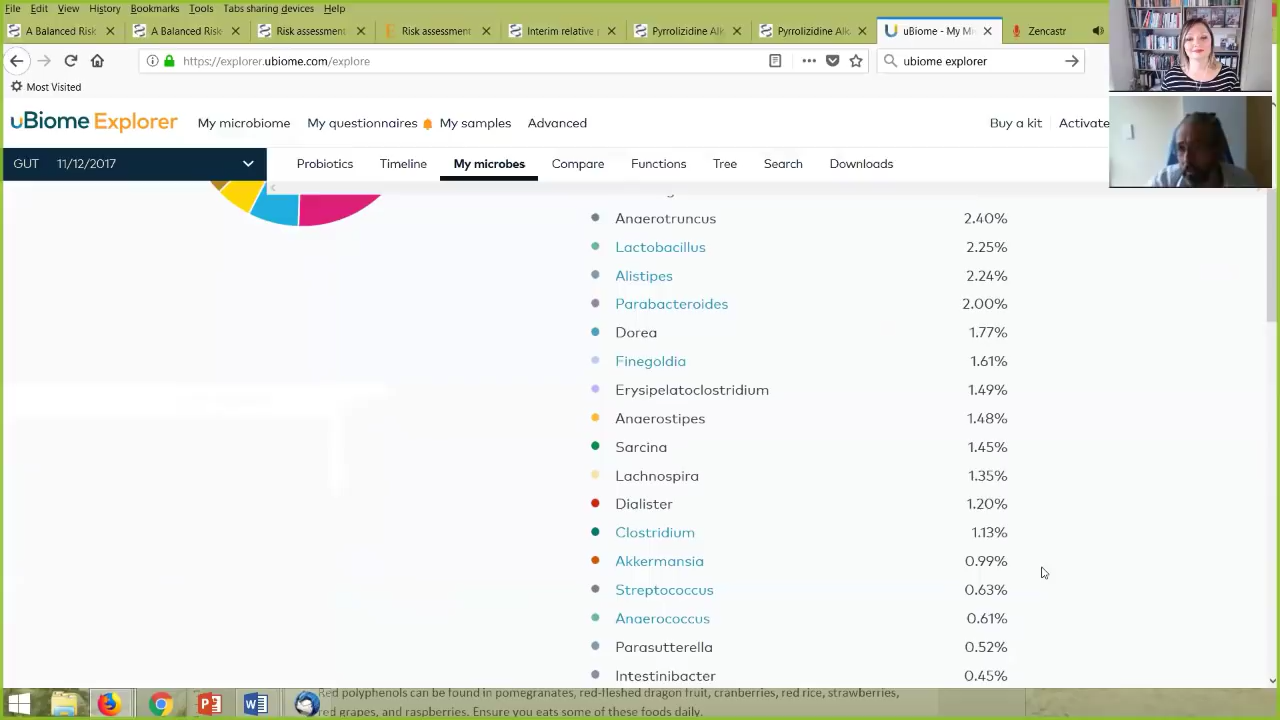 File Edit View History Bookmarks Tools Tabs sharing devices Help
A Balanced Risk
A Balanced Risk
Risk assessment
Risk assessment
Interim relative
Pyrrolizidine Alk
Pyrrolizidine Alk
uBiome - My Mi
Zencastr
https://explorer.ubiome.com/explore
ubiome explorer
Most Visited
uBiome Explorer My microbiome My questionnaires My samples Advanced Buy a kit Activate
GUT 11/12/2017 Probiotics Timeline My microbes Compare Functions Tree Search Downloads
Anaerotruncus 2.40%
Lactobacillus 2.25%
Alistipes 2.24%
Parabacteroides 2.00%
Dorea 1.77%
Finegoldia 1.61%
Erysipelatoclostridium 1.49%
Anaerostipes 1.48%
Sarcina 1.45%
Lachnospira 1.35%
Dialister 1.20%
Clostridium 1.13%
Akkermansia 0.99%
Streptococcus 0.63%
Anaerococcus 0.61%
Parasutterella 0.52%
Intestinibacter 0.45%
Red polyphenols can be found in pomegranates, red-fleshed dragon fruit, cranberries, red rice, strawberries,
red grapes, and raspberries. Ensure you eats some of these foods daily.